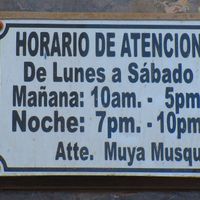 HORARIO DE ATENCION
De Lunes a Sábado
Mañana: 10am. - 5pm
Noche: 7pm. - 10pm
Atte. Muya Musqu